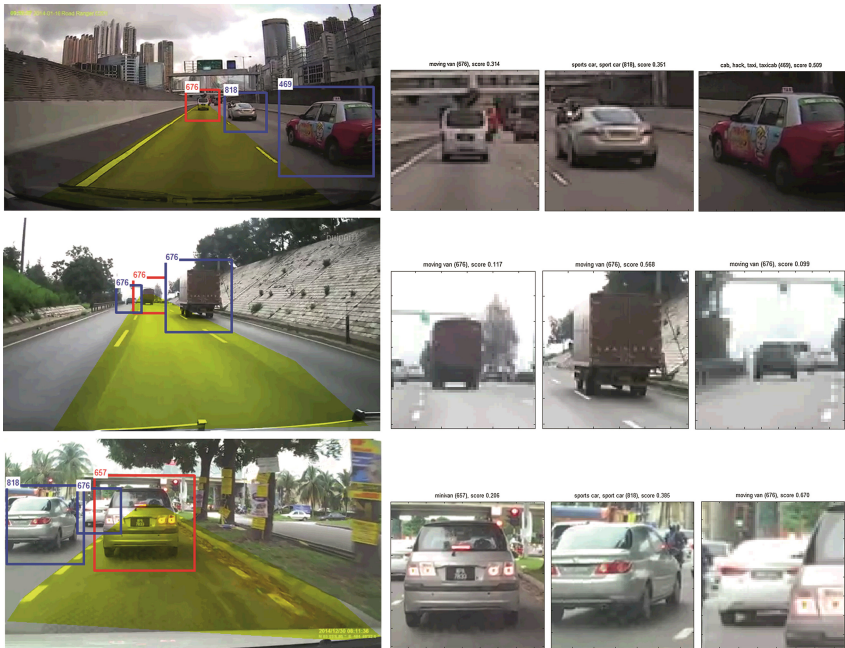 676
818
469
moving van (676), score 0.314
sports car, sport car (818), score 0.351
cab, hack, taxi, taxicab (469), score 0.509
676
676
676
moving van (676), score 0.117
moving van (676), score 0.568
moving van (676), score 0.099
818
676
657
minivan (657), score 0.206
sports car, sport car (818), score 0.385
moving van (676), score 0.670